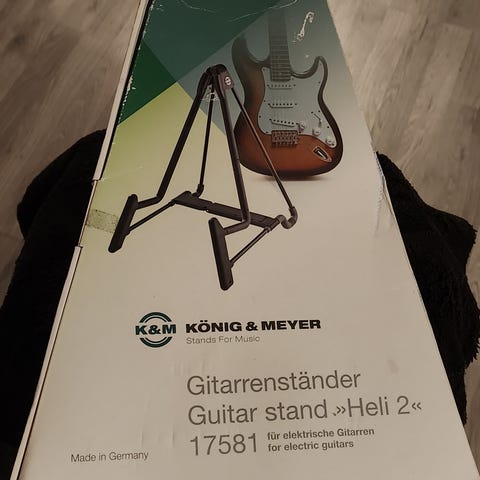 K&M KÖNIG & MEYER
Stands For Music
Gitarrenständer
Guitar stand »Heli 2«
17581 für elektrische Gitarren
for electric guitars
Made in Germany